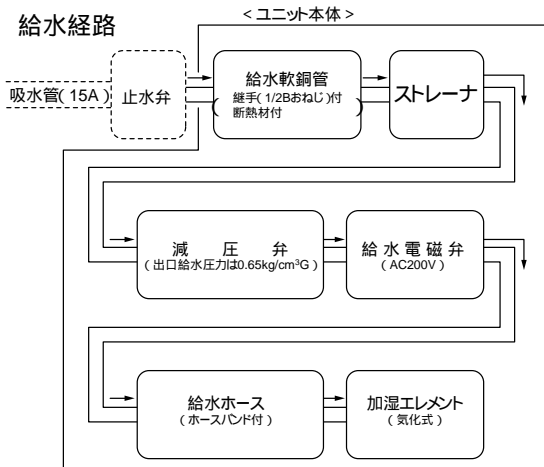 給水経路
<ユニット本体>
吸水管(15A)
止水弁
給水軟銅管
(継手(1/2Bおねじ)付
断熱材付)
ストレーナ
減圧弁
(出口給水圧力は0.65kg/cm³G)
給水電磁弁
(AC200V)
給水ホース
(ホースバンド付)
加湿エレメント
(気化式)